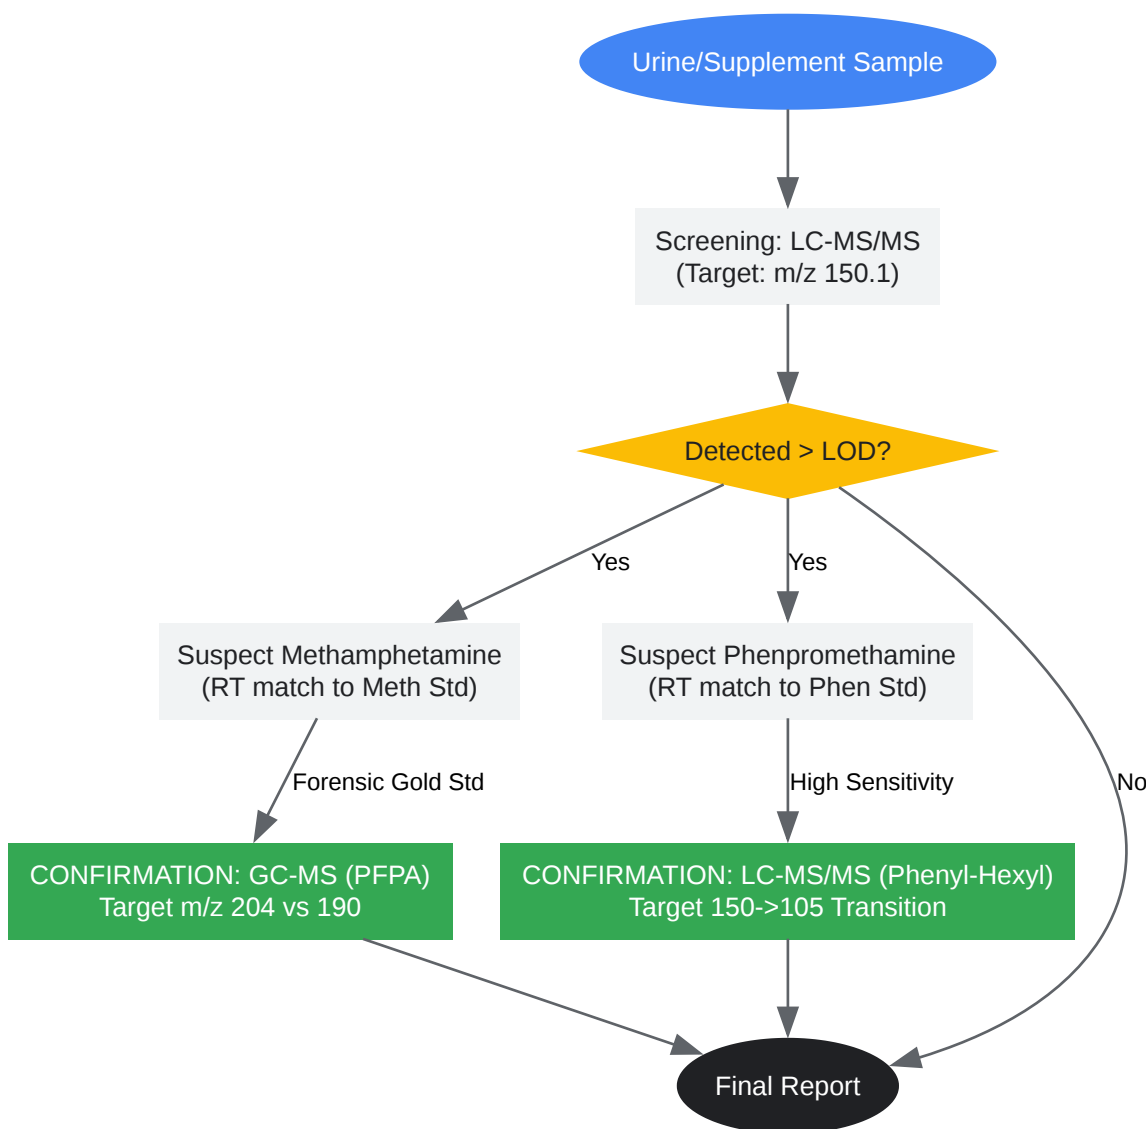 Urine/Supplement Sample
Screening: LC-MS/MS
(Target: m/z 150.1)
Detected > LOD?
Yes
Yes
Suspect Methamphetamine
(RT match to Meth Std)
Suspect Phenpromethamine
(RT match to Phen Std)
Forensic Gold Std
High Sensitivity
No
CONFIRMATION: GC-MS (PFPA)
Target m/z 204 vs 190
CONFIRMATION: LC-MS/MS (Phenyl-Hexyl)
Target 150->105 Transition
Final Report